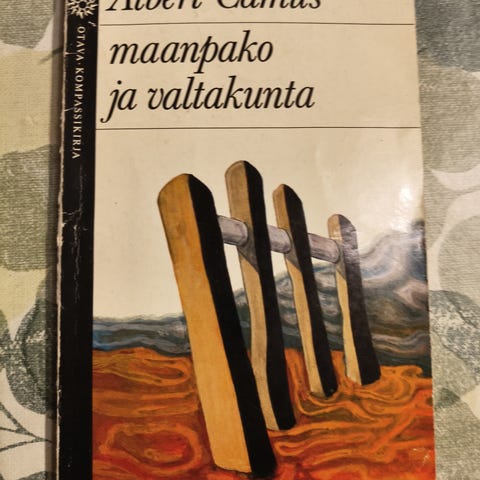 Albert Camus
maanpako
ja valtakunta
OTAVA·KOMPASSIKIRJA